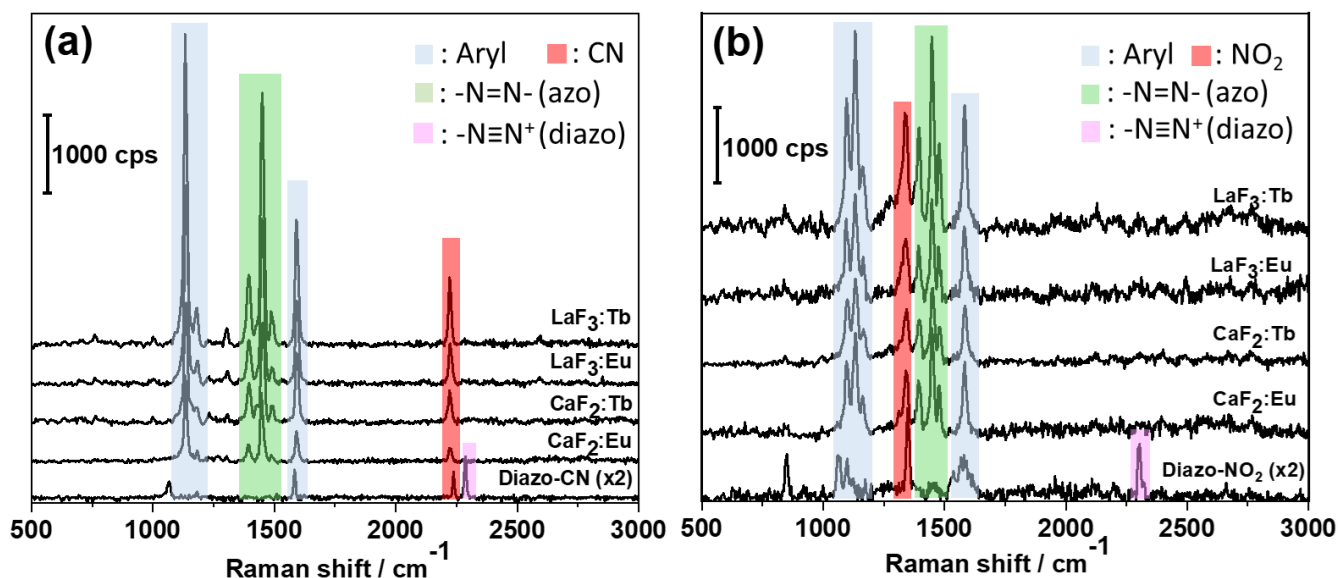 (a)
: Aryl : CN
: -N=N- (azo)
: -N≡N⁺(diazo)
1000 cps
LaF₃:Tb
LaF₃:Eu
CaF₂:Tb
CaF₂:Eu
Diazo-CN (x2)
500 1000 1500 2000 2500 3000
Raman shift / cm⁻¹
(b)
: Aryl : NO₂
: -N=N- (azo)
: -N≡N⁺(diazo)
1000 cps
LaF₃:Tb
LaF₃:Eu
CaF₂:Tb
CaF₂:Eu
Diazo-NO₂ (x2)
500 1000 1500 2000 2500 3000
Raman shift / cm⁻¹